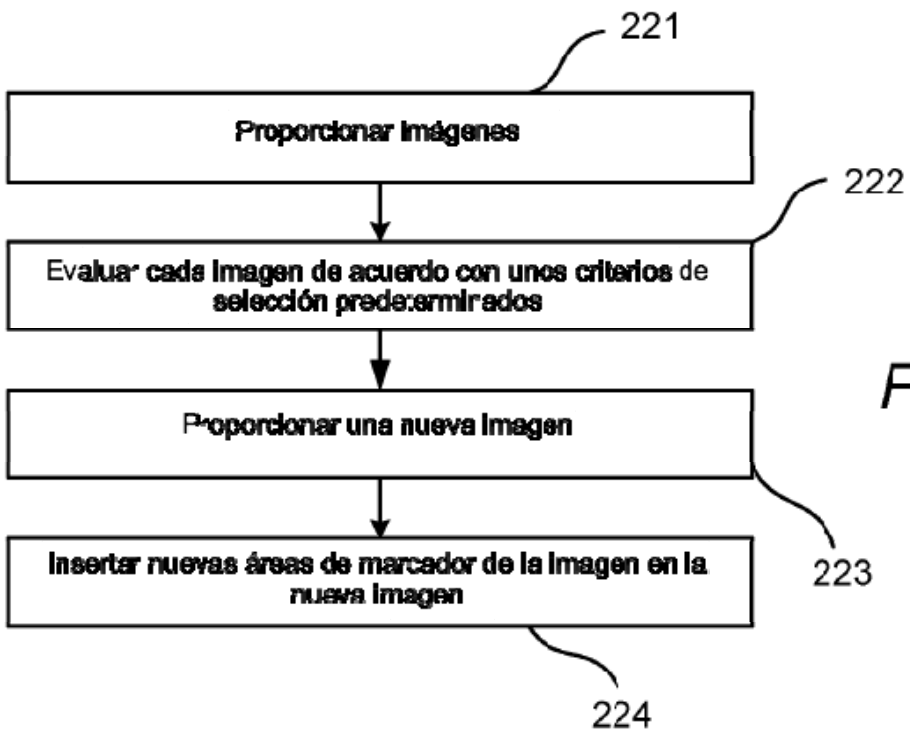 221
Proporcionar imágenes
222
Evaluar cada imagen de acuerdo con unos criterios de
selección predeterminados
F
Proporcionar una nueva imagen
Insertar nuevas áreas de marcador de la imagen en la
nueva imagen
223
224